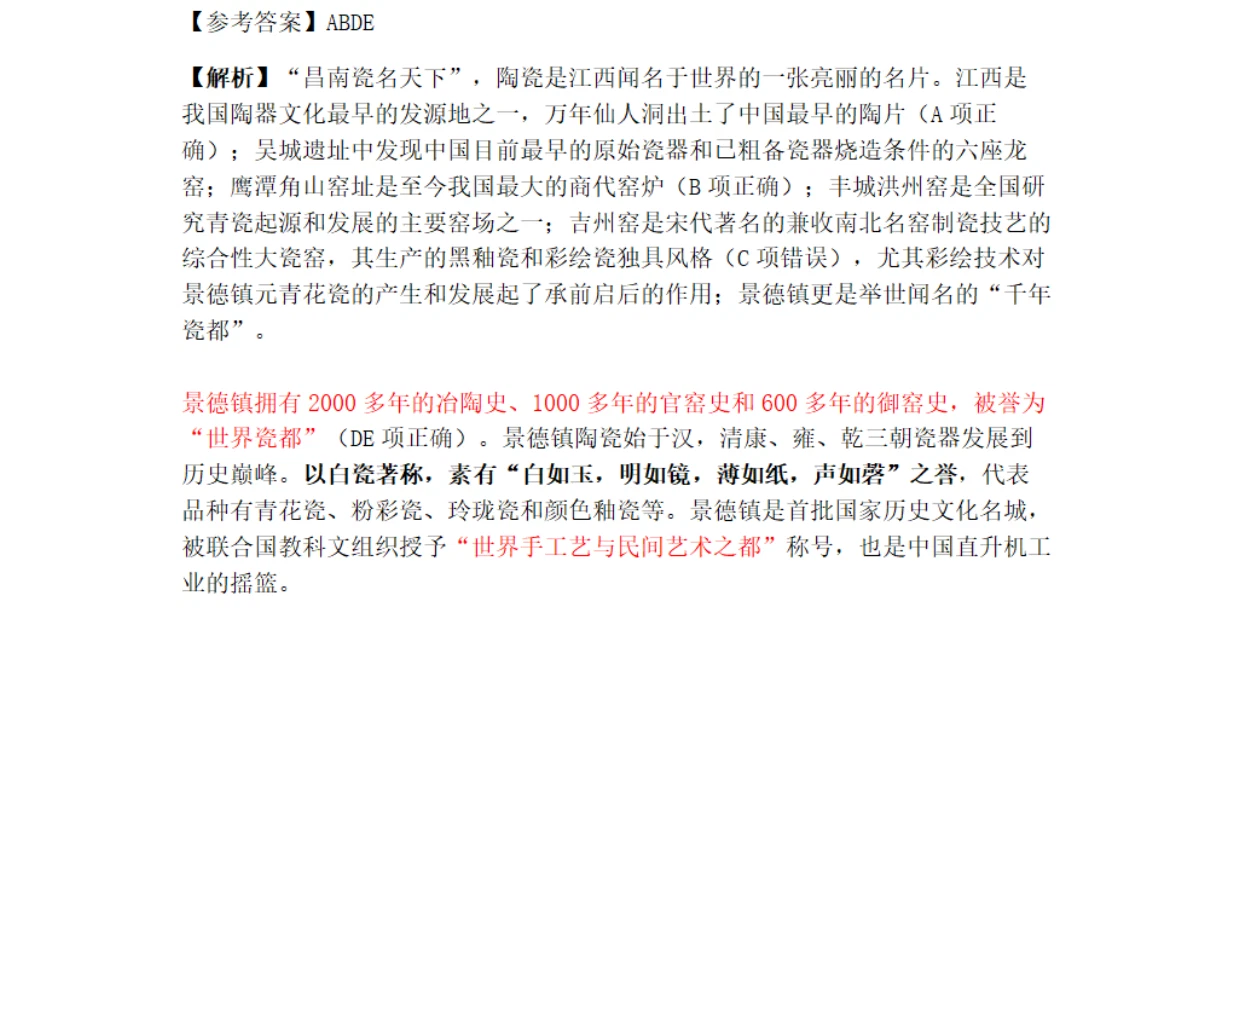 【参考答案】ABDE
【解析】“昌南瓷名天下”，陶瓷是江西闻名于世界的一张亮丽的名片。江西是
我国陶器文化最早的发源地之一，万年仙人洞出土了中国最早的陶片（A 项正
确）；吴城遗址中发现中国目前最早的原始瓷器和已粗备瓷器烧造条件的六座龙
窑；鹰潭角山窑址是至今我国最大的商代窑炉（B 项正确）；丰城洪州窑是全国研
究青瓷起源和发展的主要窑场之一；吉州窑是宋代著名的兼收南北名窑制瓷技艺的
综合性大瓷窑，其生产的黑釉瓷和彩绘瓷独具风格（C 项错误），尤其彩绘技术对
景德镇元青花瓷的产生和发展起了承前启后的作用；景德镇更是举世闻名的“千年
瓷都”。
景德镇拥有 2000 多年的冶陶史、1000 多年的官窑史和 600 多年的御窑史，被誉为
“世界瓷都”（DE 项正确）。景德镇陶瓷始于汉，清康、雍、乾三朝瓷器发展到
历史巅峰。以白瓷著称，素有“白如玉，明如镜，薄如纸，声如磬”之誉，代表
品种有青花瓷、粉彩瓷、玲珑瓷和颜色釉瓷等。景德镇是首批国家历史文化名城，
被联合国教科文组织授予“世界手工艺与民间艺术之都”称号，也是中国直升机工
业的摇篮。